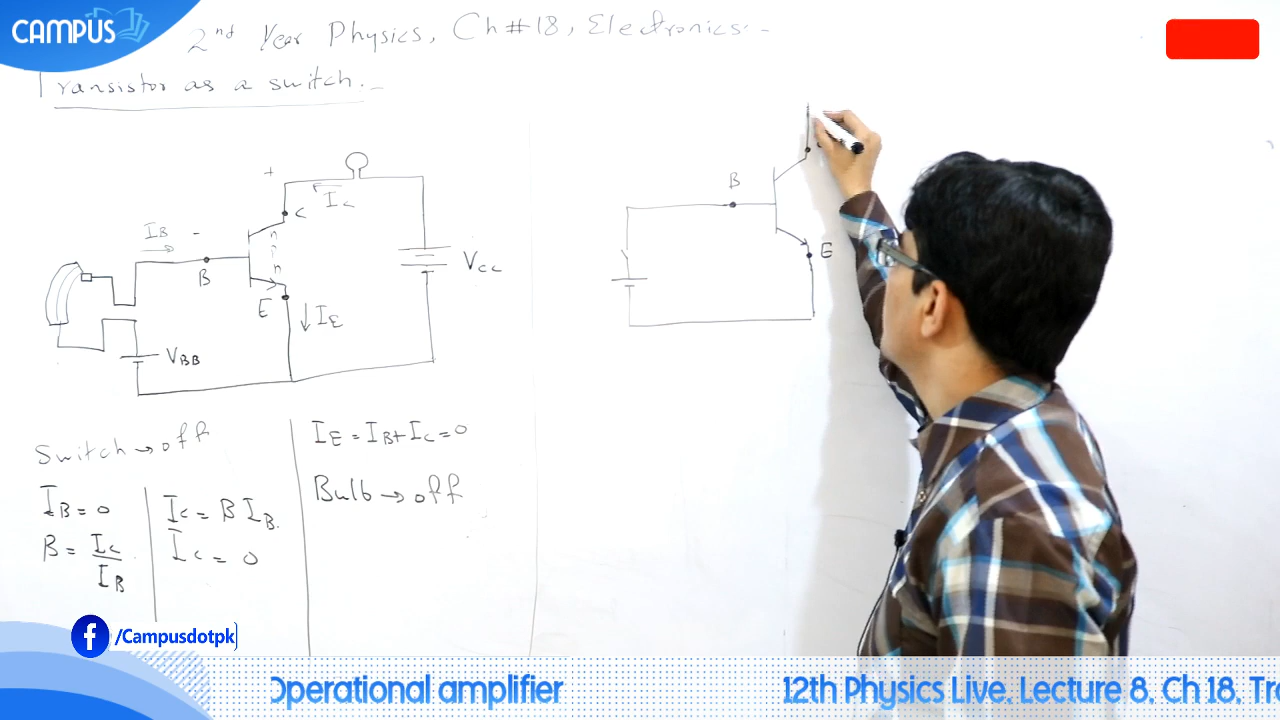 CAMPUS
2nd Year Physics, Ch#18, Electronics:-
Transistor as a switch.-
+
IC
C
IB
-
n
P
n
B
E
IE
VCC
VBB
B
E
Switch → off
IB = 0
B = IC / IB
IC = B IB.
IC = 0
IE = IB + IC = 0
Bulb → off
/Campusdotpk
Operational amplifier
12th Physics Live, Lecture 8, Ch 18,